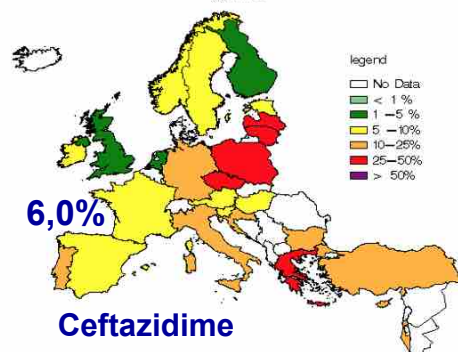 legend
No Data
< 1 %
1–5 %
5–10%
10–25%
25–50%
> 50%
6,0%
Ceftazidime